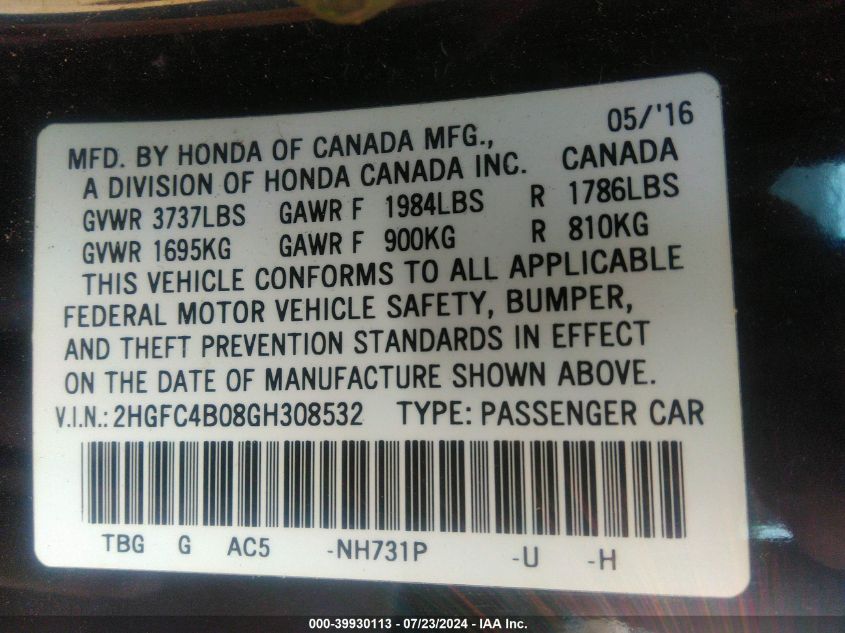 05/'16
MFD. BY HONDA OF CANADA MFG.,
A DIVISION OF HONDA CANADA INC. CANADA
GVWR 3737LBS GAWR F 1984LBS R 1786LBS
GVWR 1695KG GAWR F 900KG R 810KG
THIS VEHICLE CONFORMS TO ALL APPLICABLE
FEDERAL MOTOR VEHICLE SAFETY, BUMPER,
AND THEFT PREVENTION STANDARDS IN EFFECT
ON THE DATE OF MANUFACTURE SHOWN ABOVE.
V.I.N.: 2HGFC4B08GH308532 TYPE: PASSENGER CAR
TBG G AC5 -NH731P -U -H
000-39930113 - 07/23/2024 - IAA Inc.